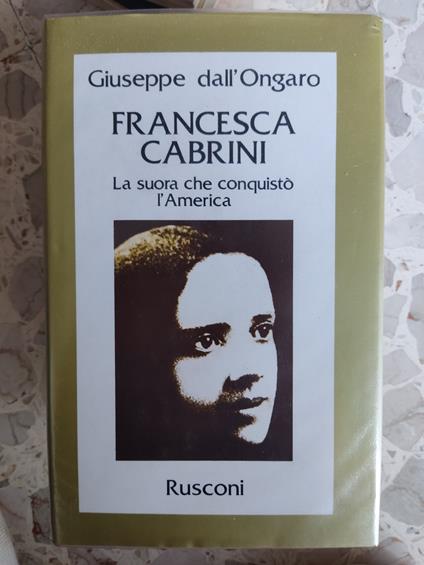 Giuseppe dall'Ongaro
FRANCESCA
CABRINI
La suora che conquistò
l'America
Rusconi